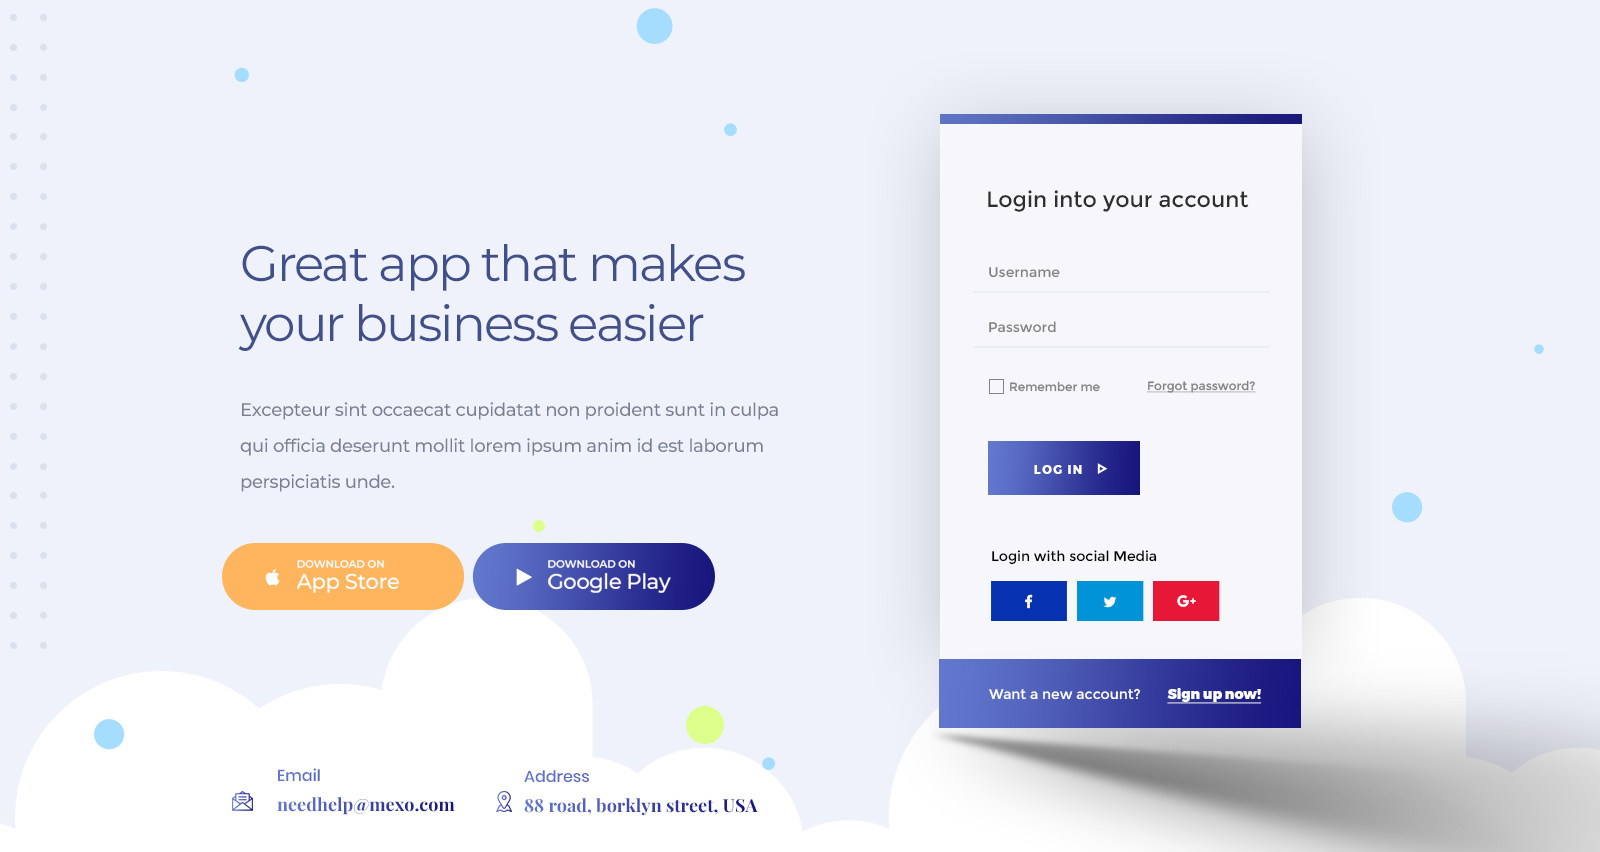 Great app that makes
your business easier
Excepteur sint occaecat cupidatat non proident sunt in culpa
qui officia deserunt mollit lorem ipsum anim id est laborum
perspiciatis unde.
DOWNLOAD ON
App Store
DOWNLOAD ON
Google Play
Email
needhelp@mexo.com
Address
88 road, borklyn street, USA
Login into your account
Username
Password
Remember me
Forgot password?
LOG IN
Login with social Media
f
G+
Want a new account?
Sign up now!